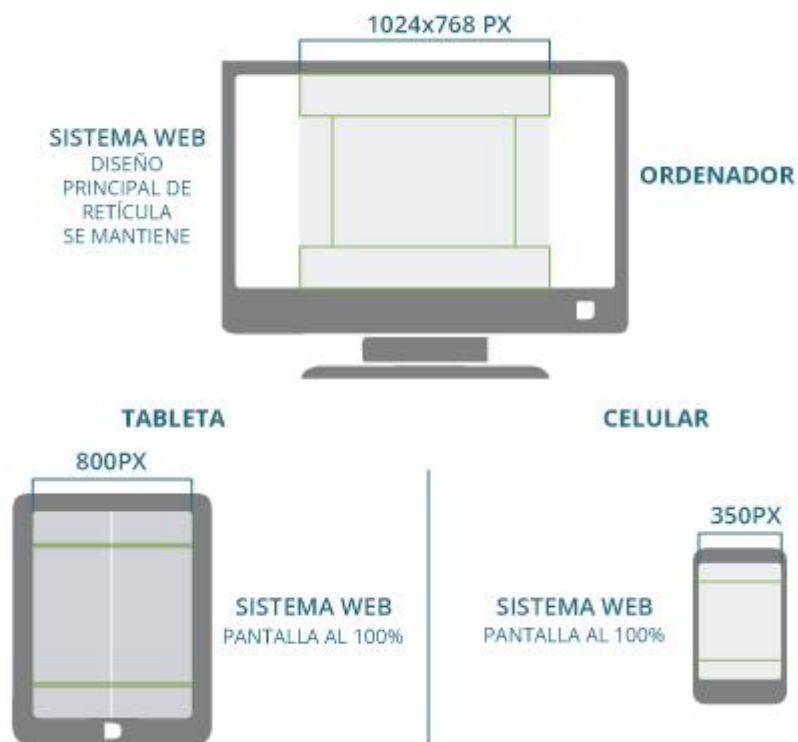 1024x768 PX
SISTEMA WEB
DISEÑO
PRINCIPAL DE
RETÍCULA
SE MANTIENE
ORDENADOR
TABLETA
800PX
SISTEMA WEB
PANTALLA AL 100%
CELULAR
350PX
SISTEMA WEB
PANTALLA AL 100%